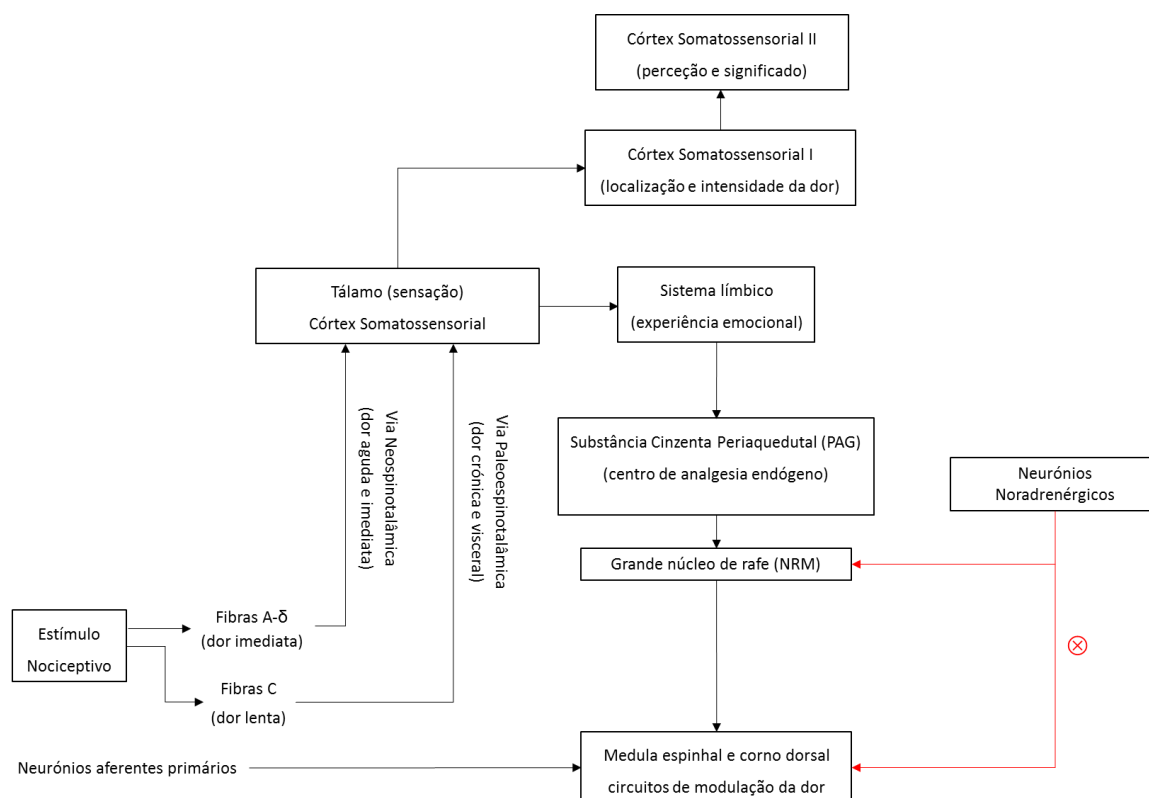 Córtex Somatossensorial II
(perceção e significado)
Córtex Somatossensorial I
(localização e intensidade da dor)
Tálamo (sensação)
Córtex Somatossensorial
Sistema límbico
(experiência emocional)
Via Neospinotalâmica
(dor aguda e imediata)
Via Paleoespinotalâmica
(dor crónica e visceral)
Substância Cinzenta Periaquedutal (PAG)
(centro de analgesia endógeno)
Neurónios
Noradrenérgicos
Grande núcleo de rafe (NRM)
Estímulo
Nociceptivo
Fibras A-δ
(dor imediata)
Fibras C
(dor lenta)
Neurónios aferentes primários
Medula espinhal e corno dorsal
circuitos de modulação da dor